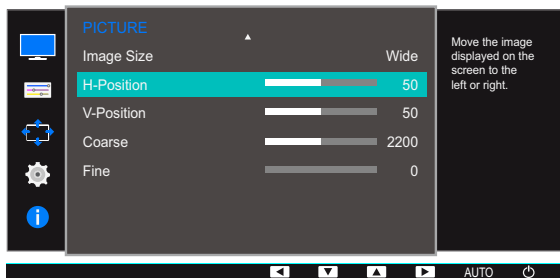 PICTURE
Image Size Wide
H-Position 50
V-Position 50
Coarse 2200
Fine 0
Move the image
displayed on the
screen to the
left or right.
AUTO